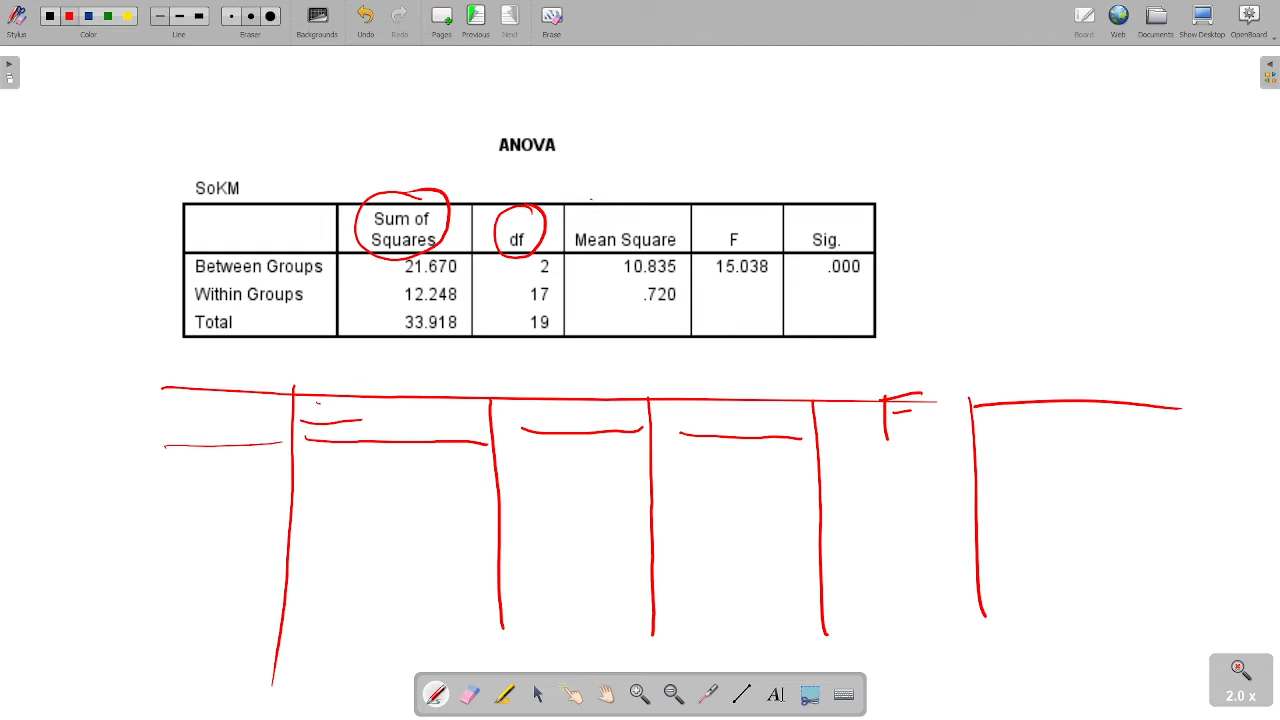 Stylus
Color
Line
Eraser
Backgrounds
Undo
Redo
Pages
Previous
Next
Erase
Board
Web
Documents
Show Desktop
OpenBoard
ANOVA
SoKM
Sum of Squares df Mean Square F Sig.
Between Groups 21.670 2 10.835 15.038 .000
Within Groups 12.248 17 .720
Total 33.918 19
F
AI
2.0 x